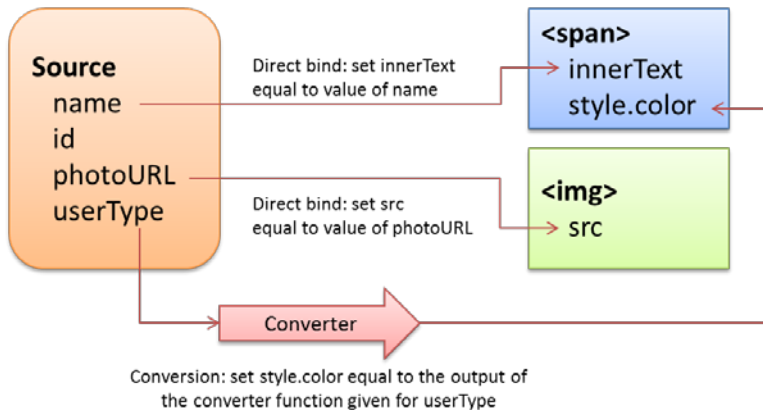 Source
name
id
photoURL
userType
Direct bind: set innerText
equal to value of name
<span>
innerText
style.color
Direct bind: set src
equal to value of photoURL
<img>
src
Converter
Conversion: set style.color equal to the output of
the converter function given for userType